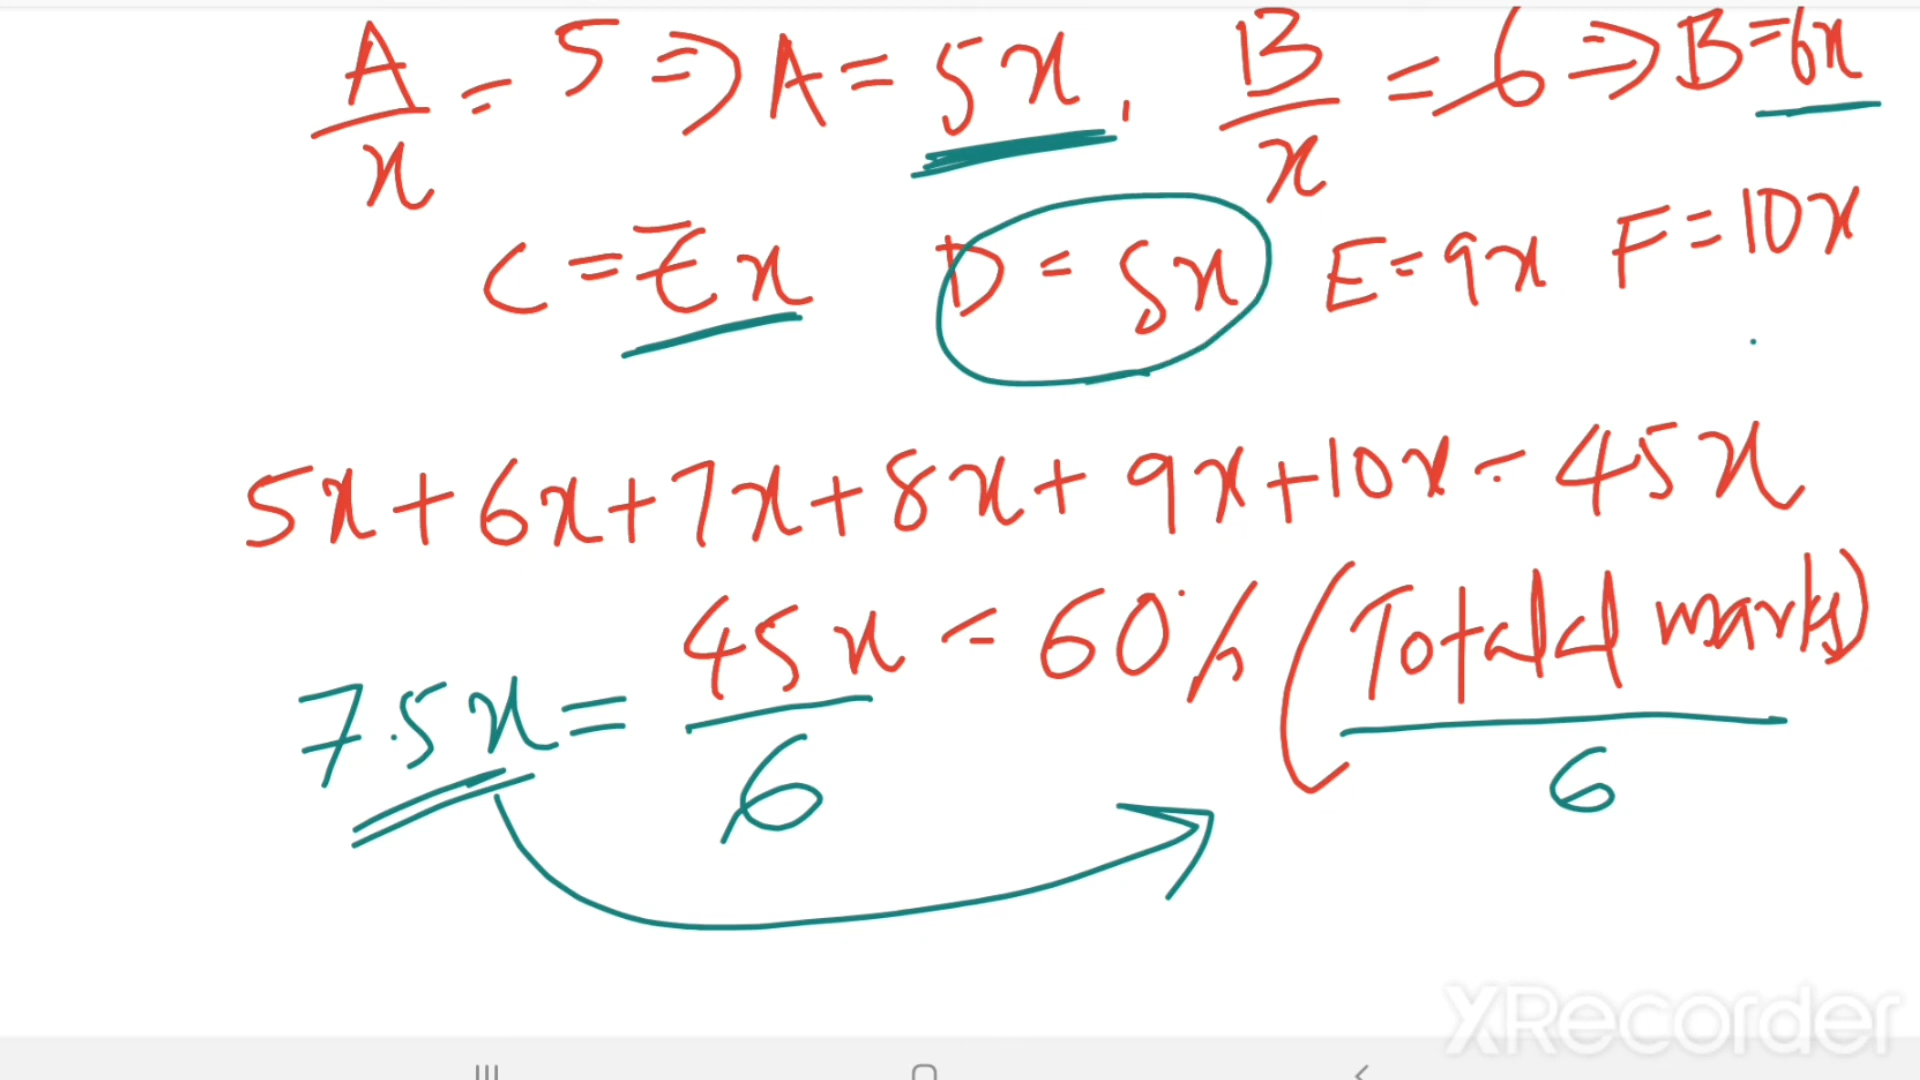 A/x = 5 ⇒ A = 5x, B/x = 6 ⇒ B = 6x
C = 7x D = 8x E = 9x F = 10x
5x + 6x + 7x + 8x + 9x + 10x = 45x
7.5x = 45x/6 = 60% (Total marks)/6
XRecorder